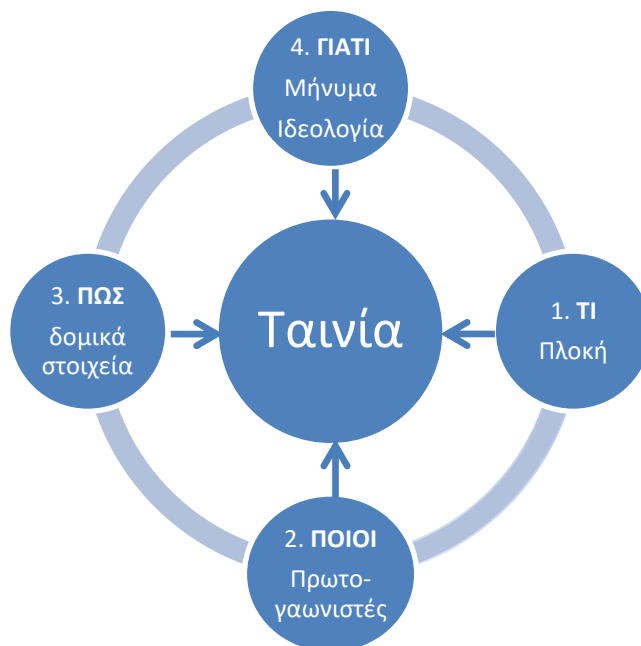 4. ΓΙΑΤΙ
Μήνυμα
Ιδεολογία
3. ΠΩΣ
δομικά
στοιχεία
Ταινία
1. ΤΙ
Πλοκή
2. ΠΟΙΟΙ
Πρωτο-
γαωνιστές